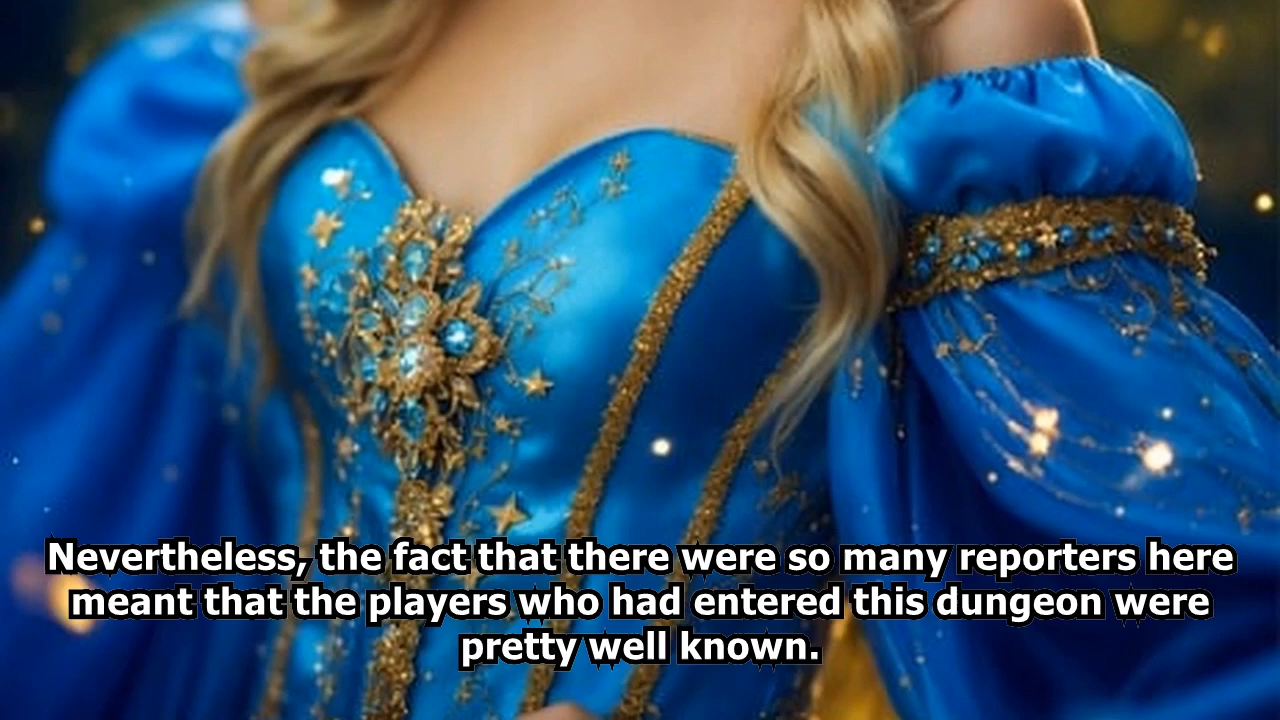 Nevertheless, the fact that there were so many reporters here
meant that the players who had entered this dungeon were
pretty well known.